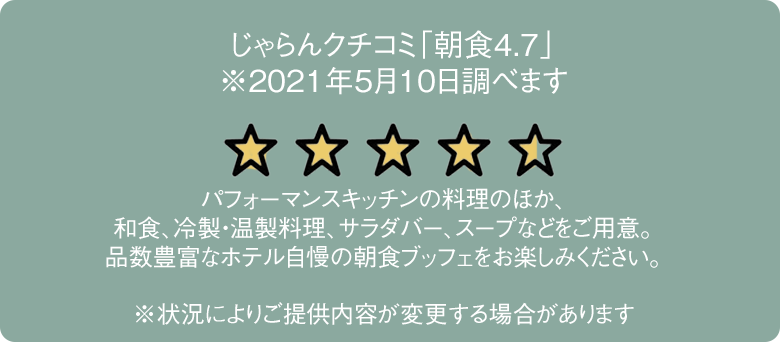 じゃらんクチコミ「朝食4.7」
※2021年5月10日調べます
パフォーマンスキッチンの料理のほか、
和食、冷製・温製料理、サラダバー、スープなどをご用意。
品数豊富なホテル自慢の朝食ブッフェをお楽しみください。
※状況によりご提供内容が変更する場合があります